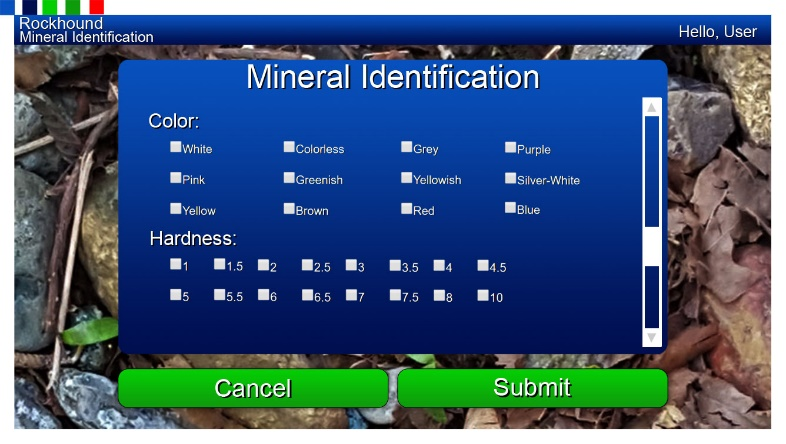 Rockhound
Mineral Identification
Hello, User
Mineral Identification
Color:
White Colorless Grey Purple
Pink Greenish Yellowish Silver-White
Yellow Brown Red Blue
Hardness:
1 1.5 2 2.5 3 3.5 4 4.5
5 5.5 6 6.5 7 7.5 8 10
Cancel Submit